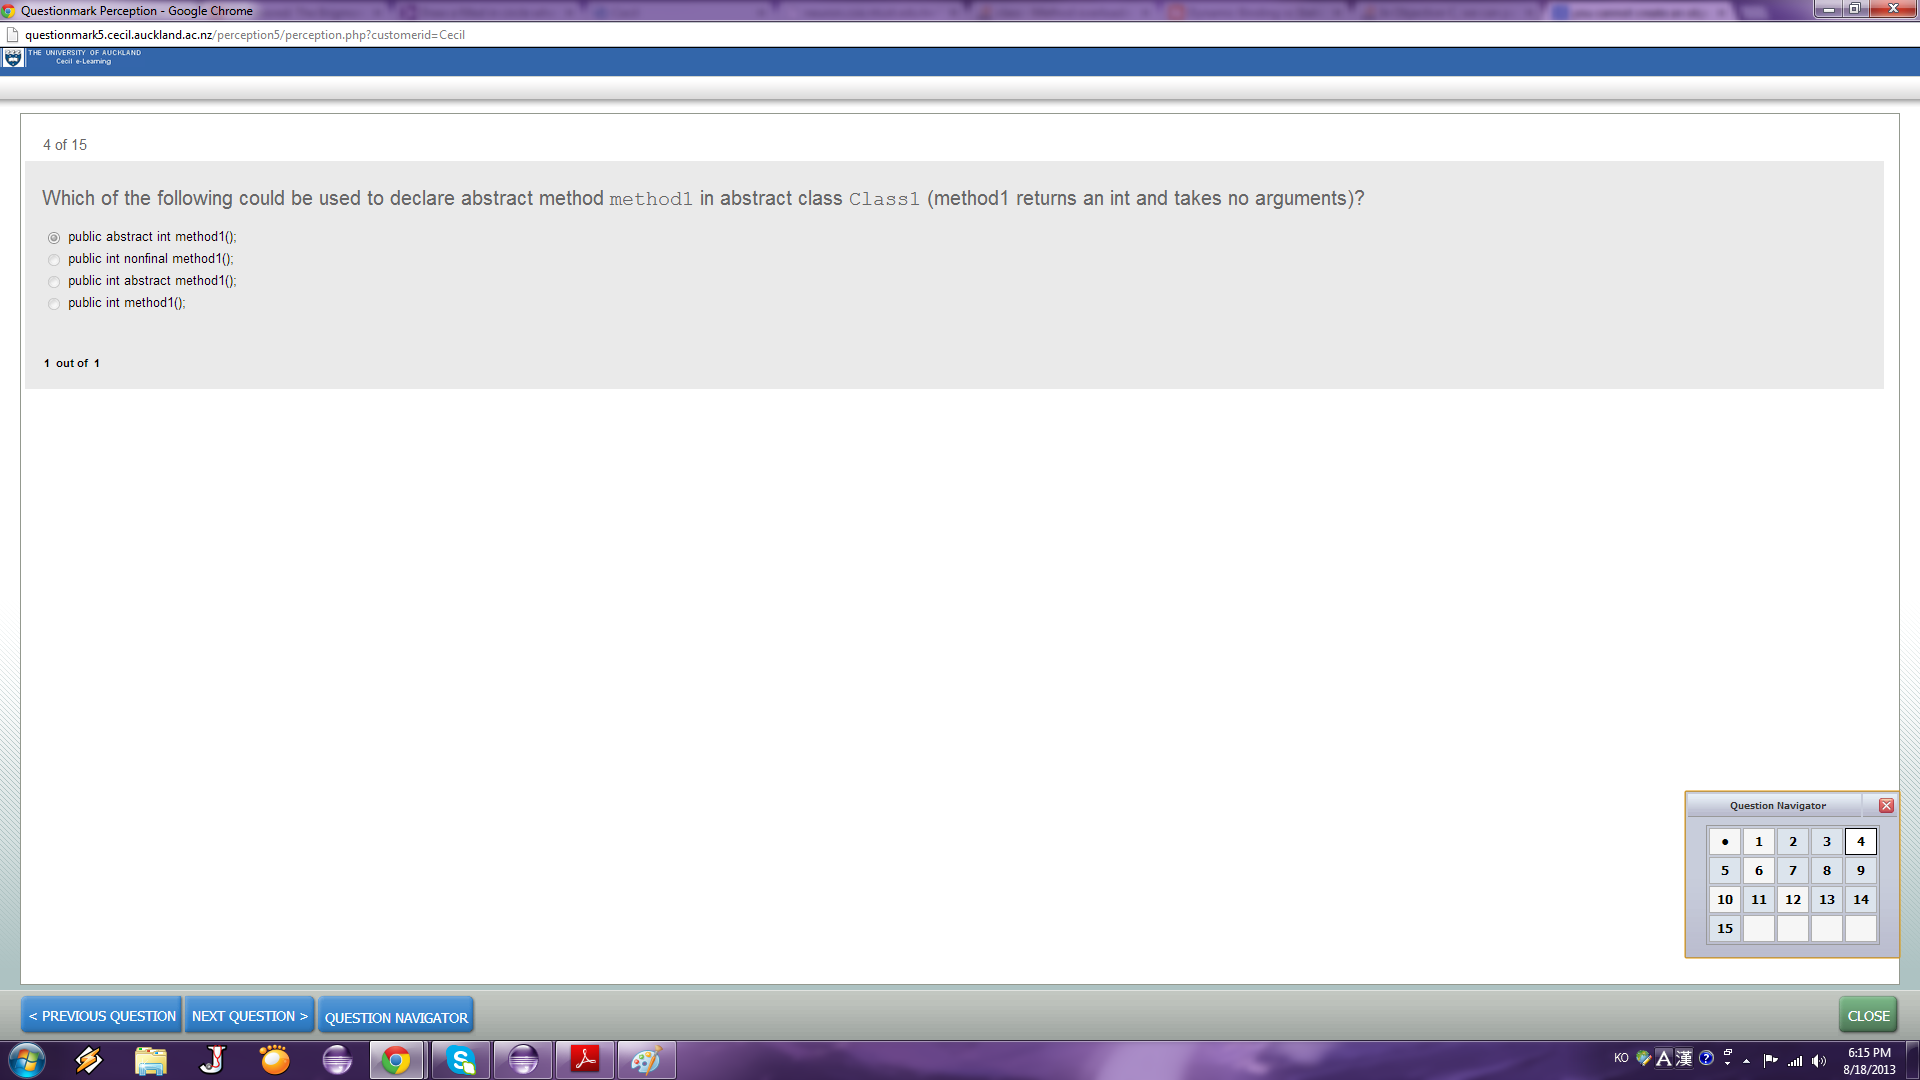 Questionmark Perception - Google Chrome
questionmark5.cecil.auckland.ac.nz/perception5/perception.php?customerid=Cecil
THE UNIVERSITY OF AUCKLAND
Cecil e-Learning
4 of 15
Which of the following could be used to declare abstract method method1 in abstract class Class1 (method1 returns an int and takes no arguments)?
public abstract int method1();
public int nonfinal method1();
public int abstract method1();
public int method1();
1 out of 1
Question Navigator
• 1 2 3 4
5 6 7 8 9
10 11 12 13 14
15
< PREVIOUS QUESTION NEXT QUESTION > QUESTION NAVIGATOR CLOSE
KO A 漢 6:15 PM
8/18/2013